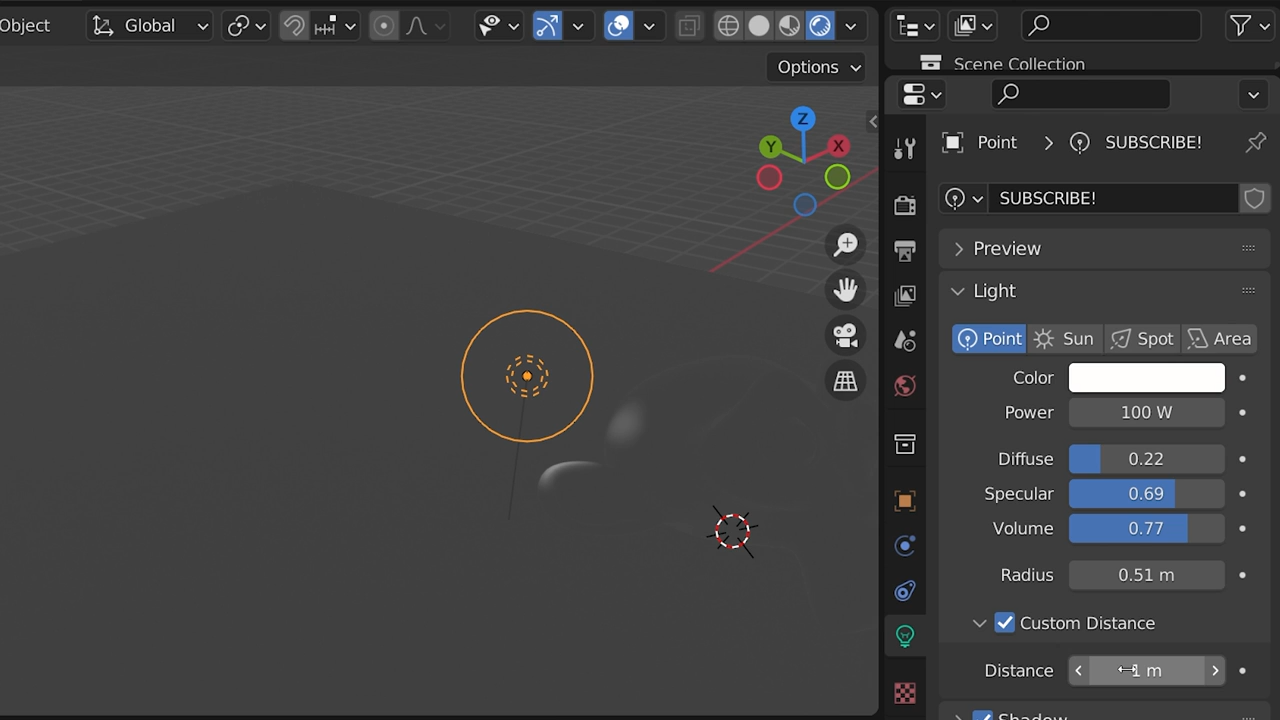 Object
Global
Options
Scene Collection
Z
Y
X
Point
SUBSCRIBE!
SUBSCRIBE!
Preview
Light
Point
Sun
Spot
Area
Color
Power
100 W
Diffuse
0.22
Specular
0.69
Volume
0.77
Radius
0.51 m
Custom Distance
Distance
1 m
Shadow